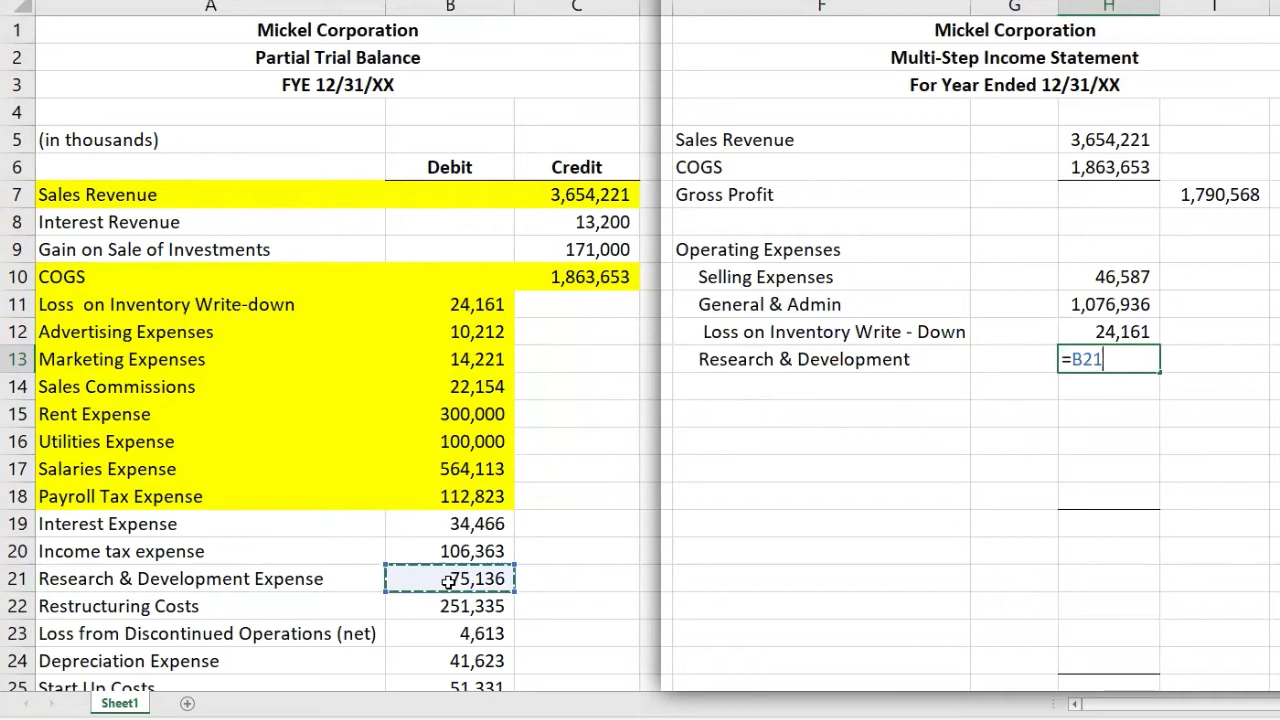 A B C F G H I
1 Mickel Corporation Mickel Corporation
2 Partial Trial Balance Multi-Step Income Statement
3 FYE 12/31/XX For Year Ended 12/31/XX
4
5 (in thousands) Sales Revenue 3,654,221
6 Debit Credit COGS 1,863,653
7 Sales Revenue 3,654,221 Gross Profit 1,790,568
8 Interest Revenue 13,200
9 Gain on Sale of Investments 171,000 Operating Expenses
10 COGS 1,863,653 Selling Expenses 46,587
11 Loss on Inventory Write-down 24,161 General & Admin 1,076,936
12 Advertising Expenses 10,212 Loss on Inventory Write - Down 24,161
13 Marketing Expenses 14,221 Research & Development =B21
14 Sales Commissions 22,154
15 Rent Expense 300,000
16 Utilities Expense 100,000
17 Salaries Expense 564,113
18 Payroll Tax Expense 112,823
19 Interest Expense 34,466
20 Income tax expense 106,363
21 Research & Development Expense 75,136
22 Restructuring Costs 251,335
23 Loss from Discontinued Operations (net) 4,613
24 Depreciation Expense 41,623
25 Start Up Costs 51,331
Sheet1